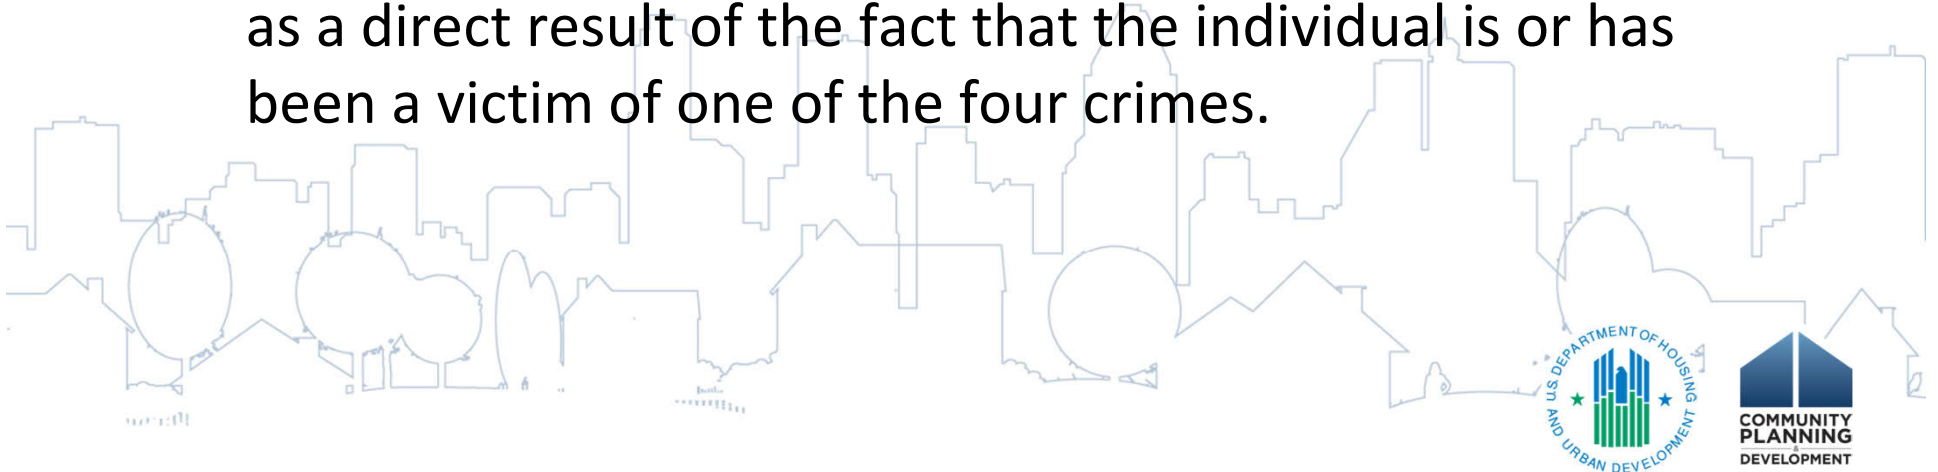 as a direct result of the fact that the individual is or has
been a victim of one of the four crimes.
U.S. DEPARTMENT OF HOUSING
AND URBAN DEVELOPMENT
COMMUNITY
PLANNING
&
DEVELOPMENT